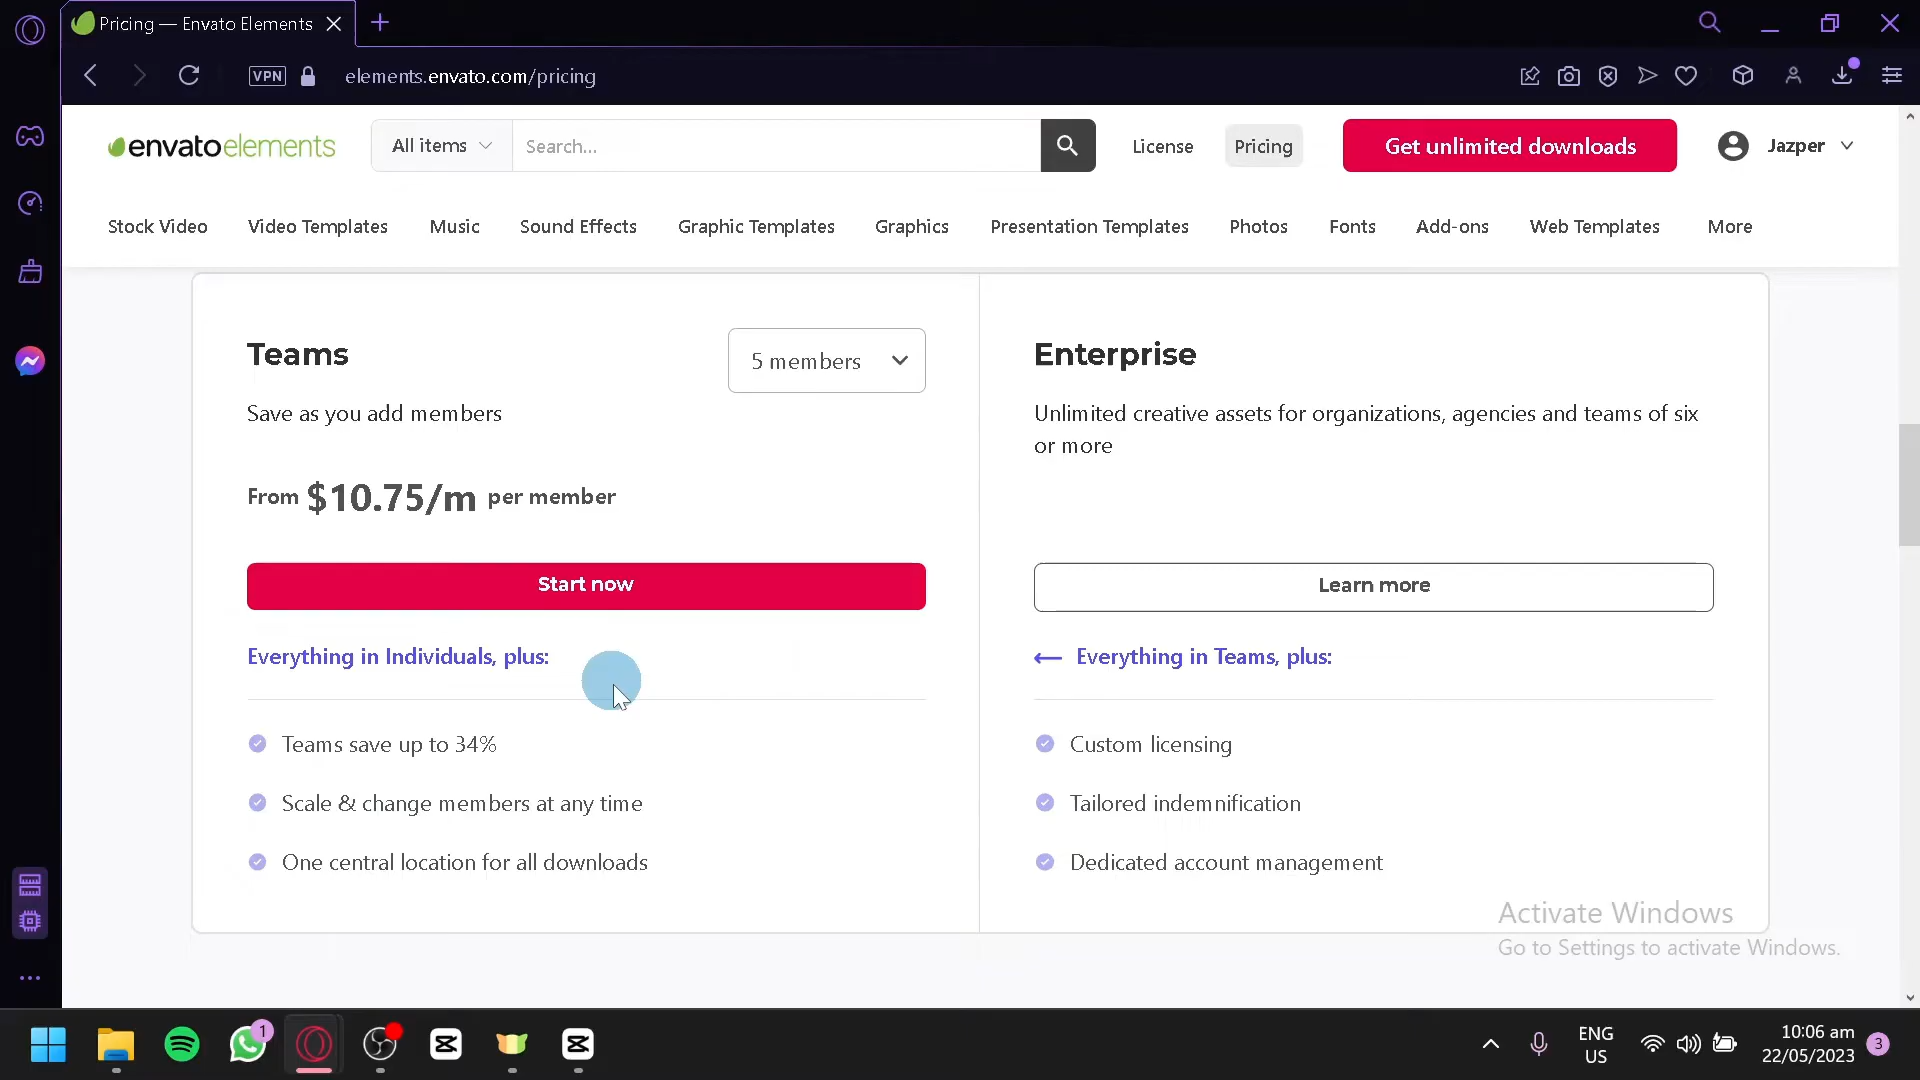 Pricing — Envato Elements
VPN
elements.envato.com/pricing
envatoelements
All items
Search...
License
Pricing
Get unlimited downloads
Jazper
Stock Video
Video Templates
Music
Sound Effects
Graphic Templates
Graphics
Presentation Templates
Photos
Fonts
Add-ons
Web Templates
More
Teams
5 members
Save as you add members
From $10.75/m per member
Start now
Everything in Individuals, plus:
Teams save up to 34%
Scale & change members at any time
One central location for all downloads
Enterprise
Unlimited creative assets for organizations, agencies and teams of six
or more
Learn more
Everything in Teams, plus:
Custom licensing
Tailored indemnification
Dedicated account management
Activate Windows
Go to Settings to activate Windows.
1
ENG
US
10:06 am
22/05/2023
3